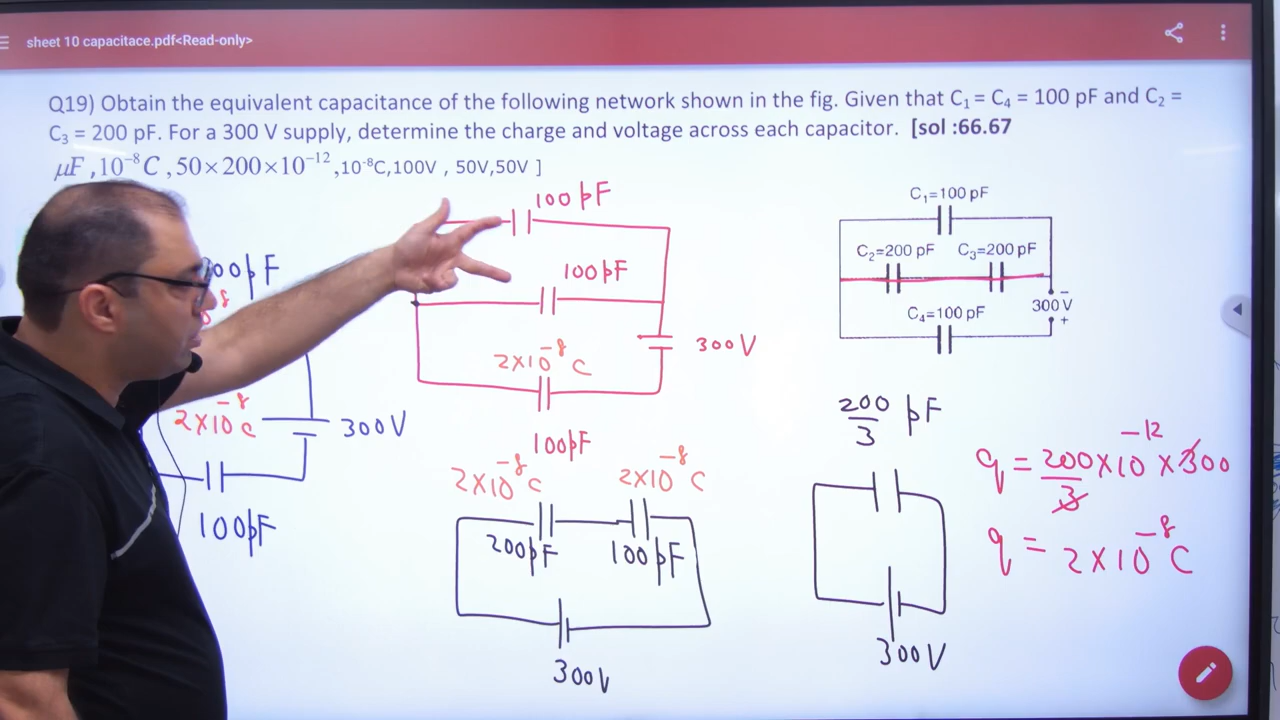 sheet 10 capacitace.pdf<Read-only>
Q19) Obtain the equivalent capacitance of the following network shown in the fig. Given that C₁ = C₄ = 100 pF and C₂ =
C₃ = 200 pF. For a 300 V supply, determine the charge and voltage across each capacitor. [sol :66.67
μF ,10⁻⁸ C , 50×200×10⁻¹² ,10⁻⁸C,100V , 50V,50V ]
100 pF
100 pF
2×10⁻⁸ C
100pF
300 V
00pF
2×10⁻⁸ C
300V
100pF
C₁=100 pF
C₂=200 pF C₃=200 pF
C₄=100 pF
300 V
−
+
2×10⁻⁸ C
2×10⁻⁸ C
200pF
100pF
300V
200/3 pF
300V
q = 200×10⁻¹²×300
3
q = 2×10⁻⁸ C